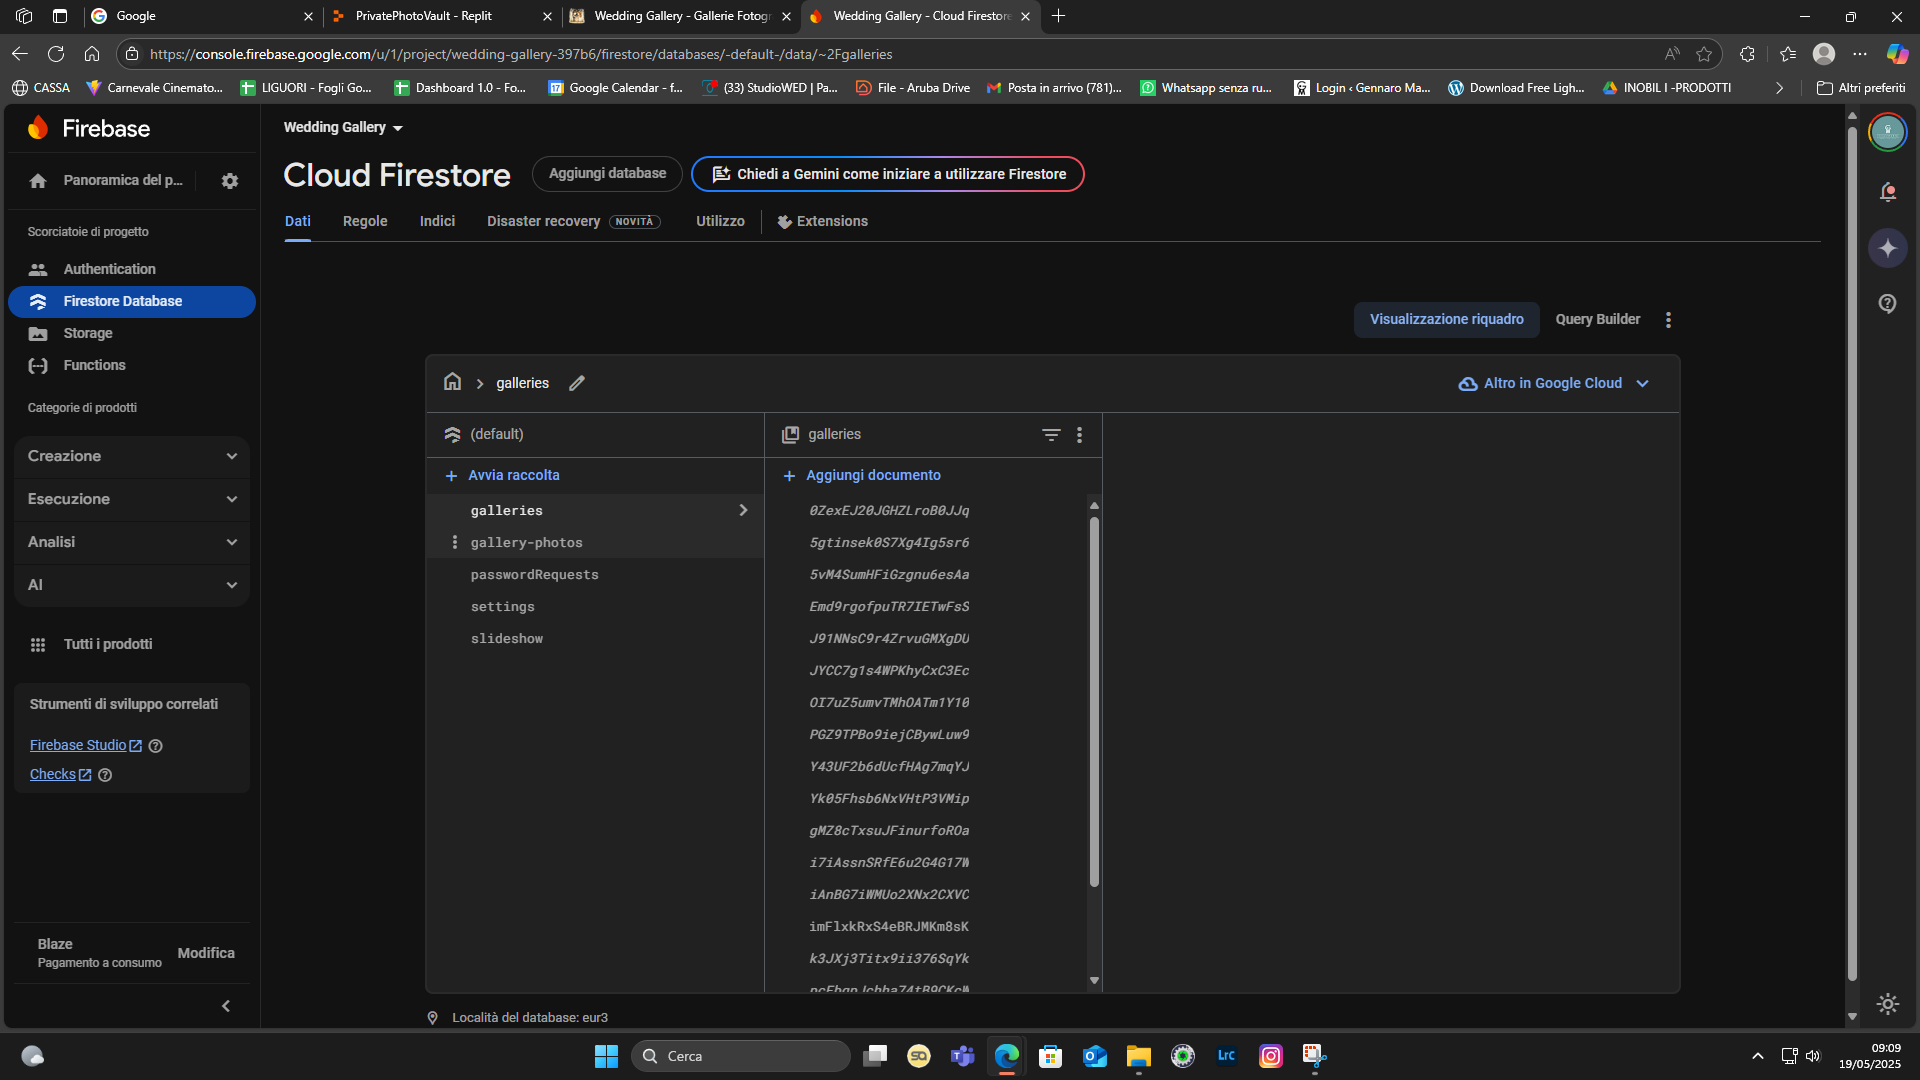 Google
PrivatePhotoVault - Replit
Wedding Gallery - Gallerie Fotogr
Wedding Gallery - Cloud Firestore
https://console.firebase.google.com/u/1/project/wedding-gallery-397b6/firestore/databases/-default-/data/~2Fgalleries
CASSA
Carnevale Cinemato...
LIGUORI - Fogli Go...
Dashboard 1.0 - Fo...
Google Calendar - f...
(33) StudioWED | Pa...
File - Aruba Drive
Posta in arrivo (781)...
Whatsapp senza ru...
Login ‹ Gennaro Ma...
Download Free Ligh...
INOBIL I -PRODOTTI
Altri preferiti
Firebase
Panoramica del p...
Scorciatoie di progetto
Authentication
Firestore Database
Storage
Functions
Categorie di prodotti
Creazione
Esecuzione
Analisi
AI
Tutti i prodotti
Strumenti di sviluppo correlati
Firebase Studio
Checks
Blaze
Pagamento a consumo
Modifica
Wedding Gallery
Cloud Firestore
Aggiungi database
Chiedi a Gemini come iniziare a utilizzare Firestore
Dati
Regole
Indici
Disaster recovery
NOVITÀ
Utilizzo
Extensions
Visualizzazione riquadro
Query Builder
galleries
Altro in Google Cloud
(default)
Avvia raccolta
galleries
gallery-photos
passwordRequests
settings
slideshow
galleries
Aggiungi documento
0ZexEJ20JGHZLroB0JJq
5gtinsek0S7Xg4Ig5sr6
5vM4SumHFiGzgnu6esAa
Emd9rgofpuTR7IETwFsS
J91NNsC9r4ZrvuGMXgDU
JYCC7g1s4WPKhyCxC3Ec
OI7uZ5umvTMhOATm1Y10
PGZ9TPBo9iejCBywLuw9
Y43UF2b6dUcfHAg7mqYJ
Yk05Fhsb6NxVHtP3VMip
gMZ8cTxsuJFinurfoROa
i7iAssnSRfE6u2G4G17W
iAnBG7iWMUo2XNx2CXVC
imFlxkRxS4eBRJMKm8sK
k3JXj3Titx9ii376SqYk
Località del database: eur3
Cerca
LrC
09:09
19/05/2025